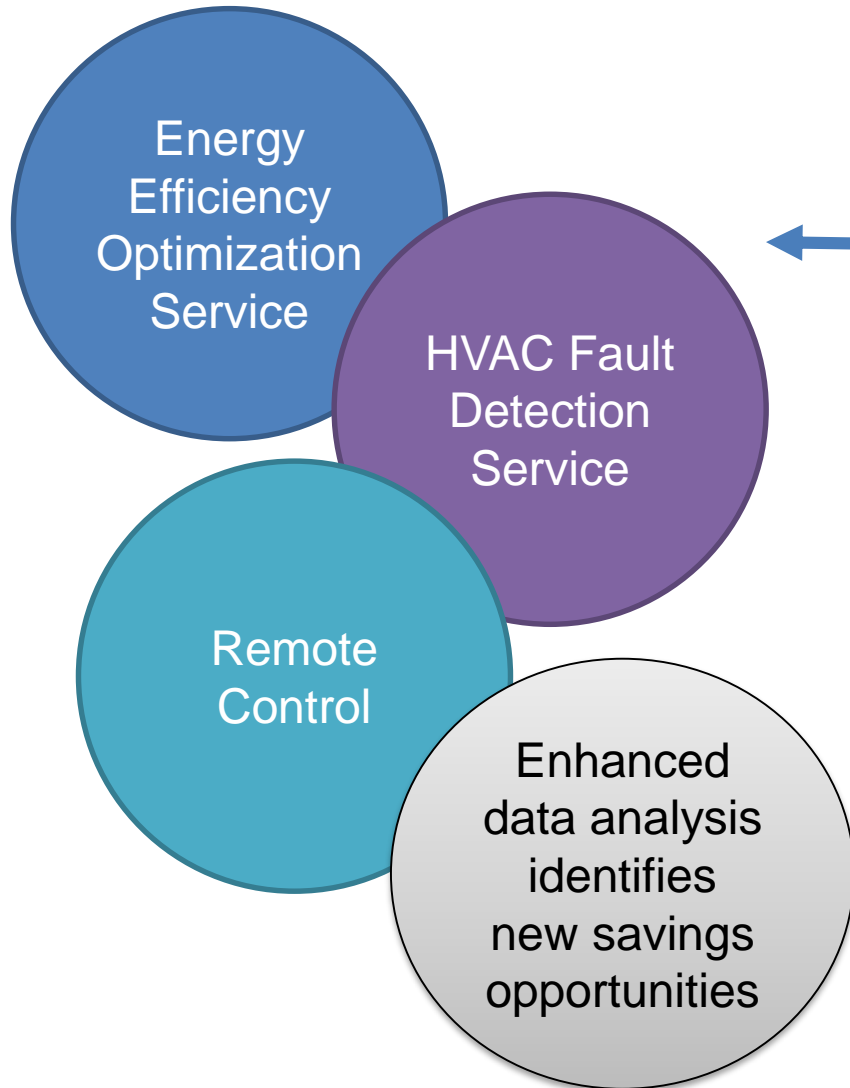 Energy
Efficiency
Optimization
Service
HVAC Fault
Detection
Service
Remote
Control
Enhanced
data analysis
identifies
new savings
opportunities